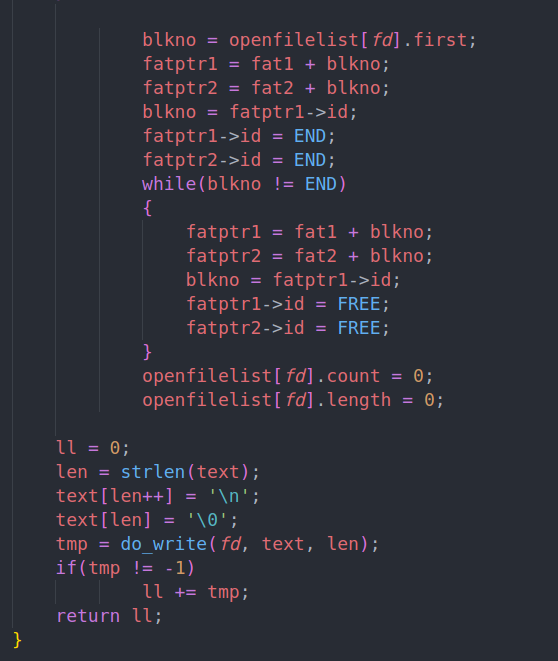 blkno = openfilelist[fd].first;
fatptr1 = fat1 + blkno;
fatptr2 = fat2 + blkno;
blkno = fatptr1->id;
fatptr1->id = END;
fatptr2->id = END;
while(blkno != END)
{
fatptr1 = fat1 + blkno;
fatptr2 = fat2 + blkno;
blkno = fatptr1->id;
fatptr1->id = FREE;
fatptr2->id = FREE;
}
openfilelist[fd].count = 0;
openfilelist[fd].length = 0;
ll = 0;
len = strlen(text);
text[len++] = '\n';
text[len] = '\0';
tmp = do_write(fd, text, len);
if(tmp != -1)
ll += tmp;
return ll;
}